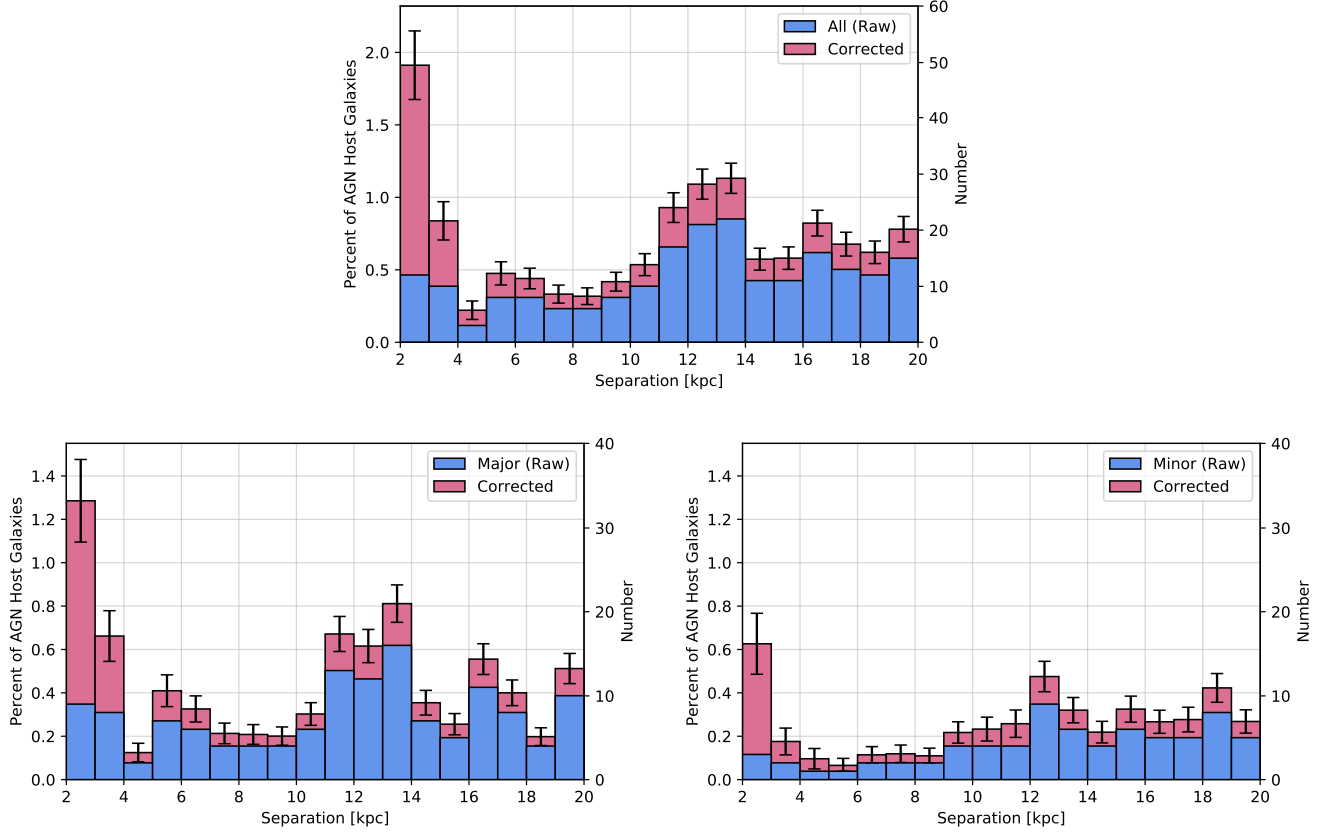 Percent of AGN Host Galaxies
2.0
1.5
1.0
0.5
0.0
All (Raw)
Corrected
60
50
40
30
20
10
0
Number
2 4 6 8 10 12 14 16 18 20
Separation [kpc]
Percent of AGN Host Galaxies
1.4
1.2
1.0
0.8
0.6
0.4
0.2
0.0
Major (Raw)
Corrected
40
30
20
10
0
Number
2 4 6 8 10 12 14 16 18 20
Separation [kpc]
Percent of AGN Host Galaxies
1.4
1.2
1.0
0.8
0.6
0.4
0.2
0.0
Minor (Raw)
Corrected
40
30
20
10
0
Number
2 4 6 8 10 12 14 16 18 20
Separation [kpc]